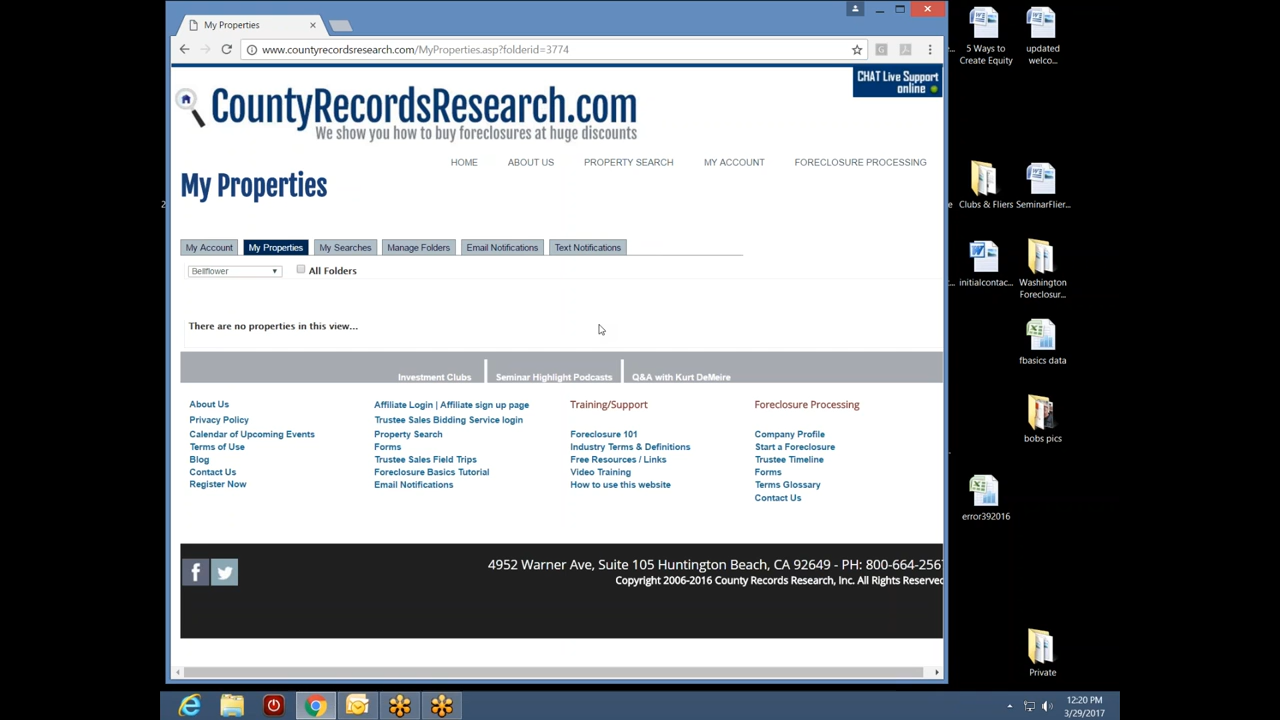 My Properties
www.countyrecordsresearch.com/MyProperties.asp?folderid=3774
CHAT Live Support
online
CountyRecordsResearch.com
We show you how to buy foreclosures at huge discounts
HOME ABOUT US PROPERTY SEARCH MY ACCOUNT FORECLOSURE PROCESSING
My Properties
My Account My Properties My Searches Manage Folders Email Notifications Text Notifications
Bellflower All Folders
There are no properties in this view...
Investment Clubs Seminar Highlight Podcasts Q&A with Kurt DeMeire
About Us
Privacy Policy
Calendar of Upcoming Events
Terms of Use
Blog
Contact Us
Register Now
Affiliate Login | Affiliate sign up page
Trustee Sales Bidding Service login
Property Search
Forms
Trustee Sales Field Trips
Foreclosure Basics Tutorial
Email Notifications
Training/Support
Foreclosure 101
Industry Terms & Definitions
Free Resources / Links
Video Training
How to use this website
Foreclosure Processing
Company Profile
Start a Foreclosure
Trustee Timeline
Forms
Terms Glossary
Contact Us
4952 Warner Ave, Suite 105 Huntington Beach, CA 92649 - PH: 800-664-256
Copyright 2006-2016 County Records Research, Inc. All Rights Reserved
5 Ways to
Create Equity
updated
welco...
Clubs & Fliers
SeminarFlier...
initialcontac...
Washington
Foreclosur...
fbasics data
bobs pics
error392016
Private
12:20 PM
3/29/2017